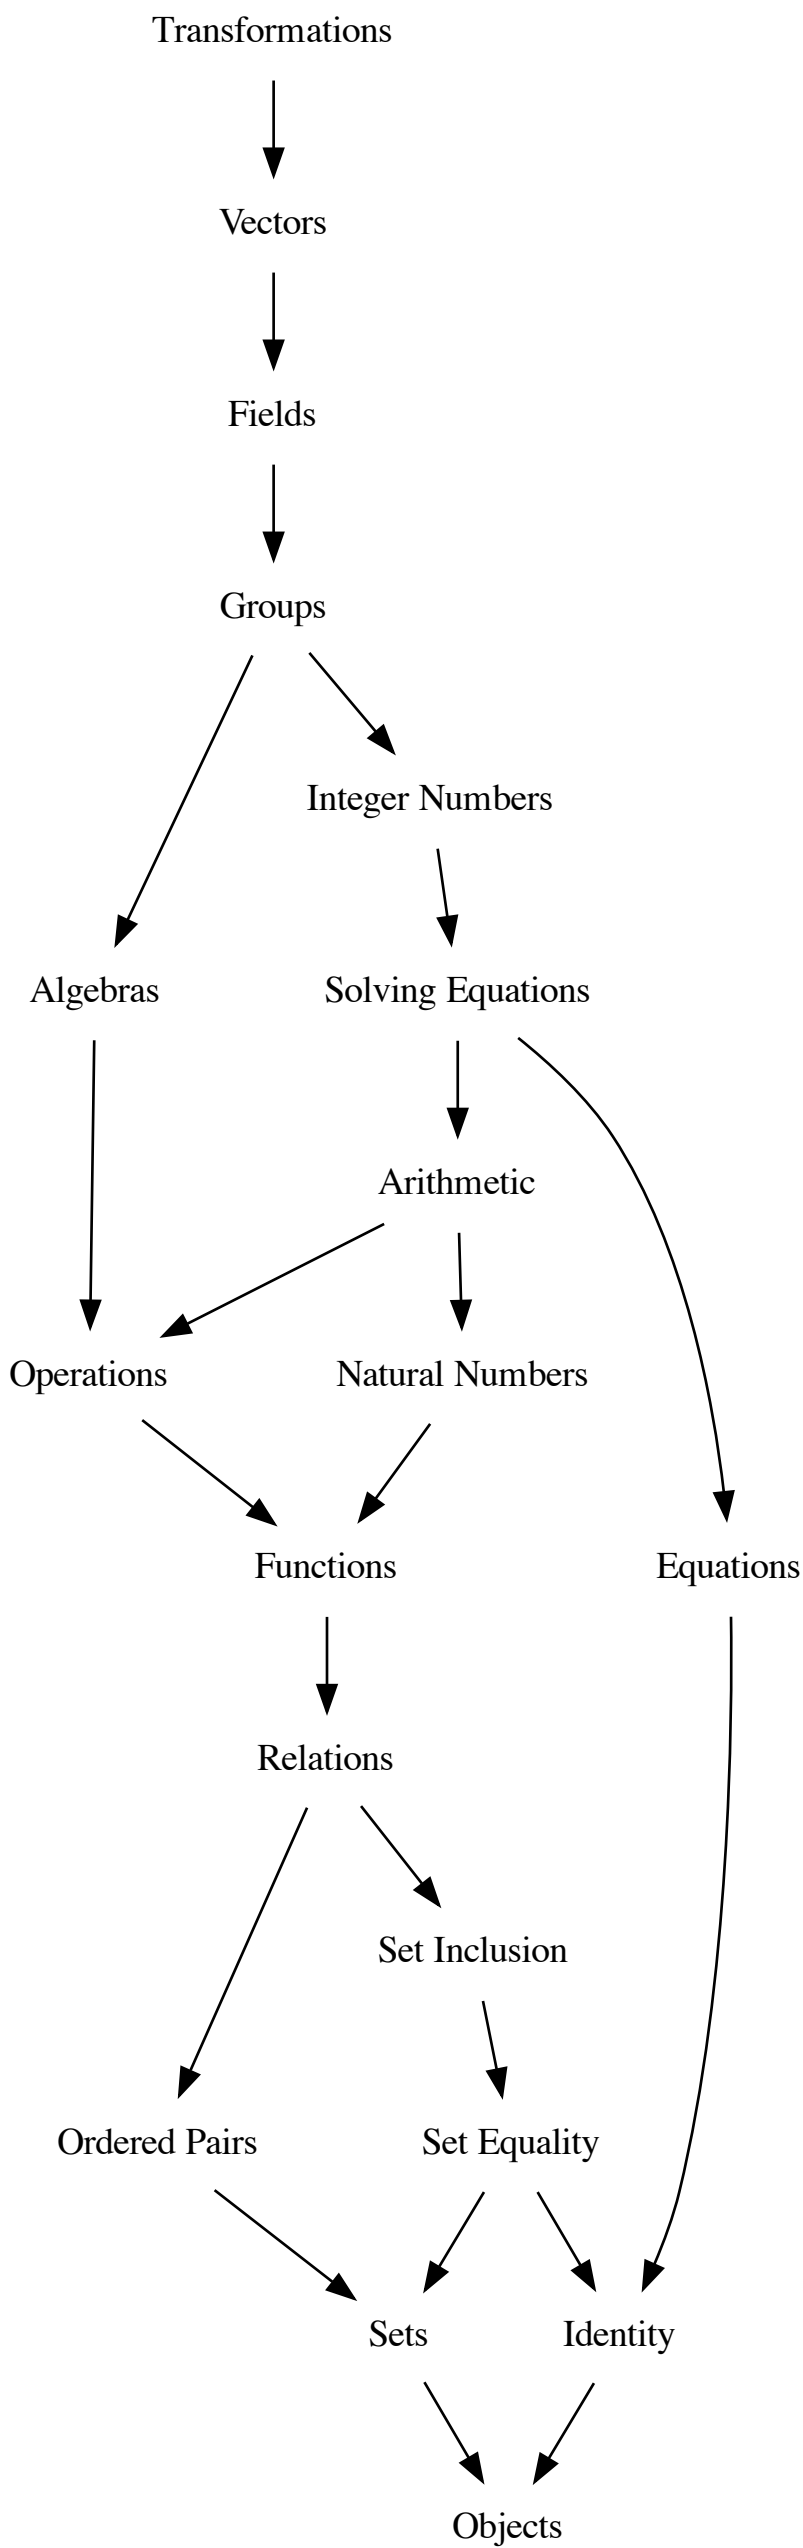 Transformations
Vectors
Fields
Groups
Integer Numbers
Algebras
Solving Equations
Arithmetic
Operations
Natural Numbers
Functions
Equations
Relations
Set Inclusion
Ordered Pairs
Set Equality
Sets
Identity
Objects